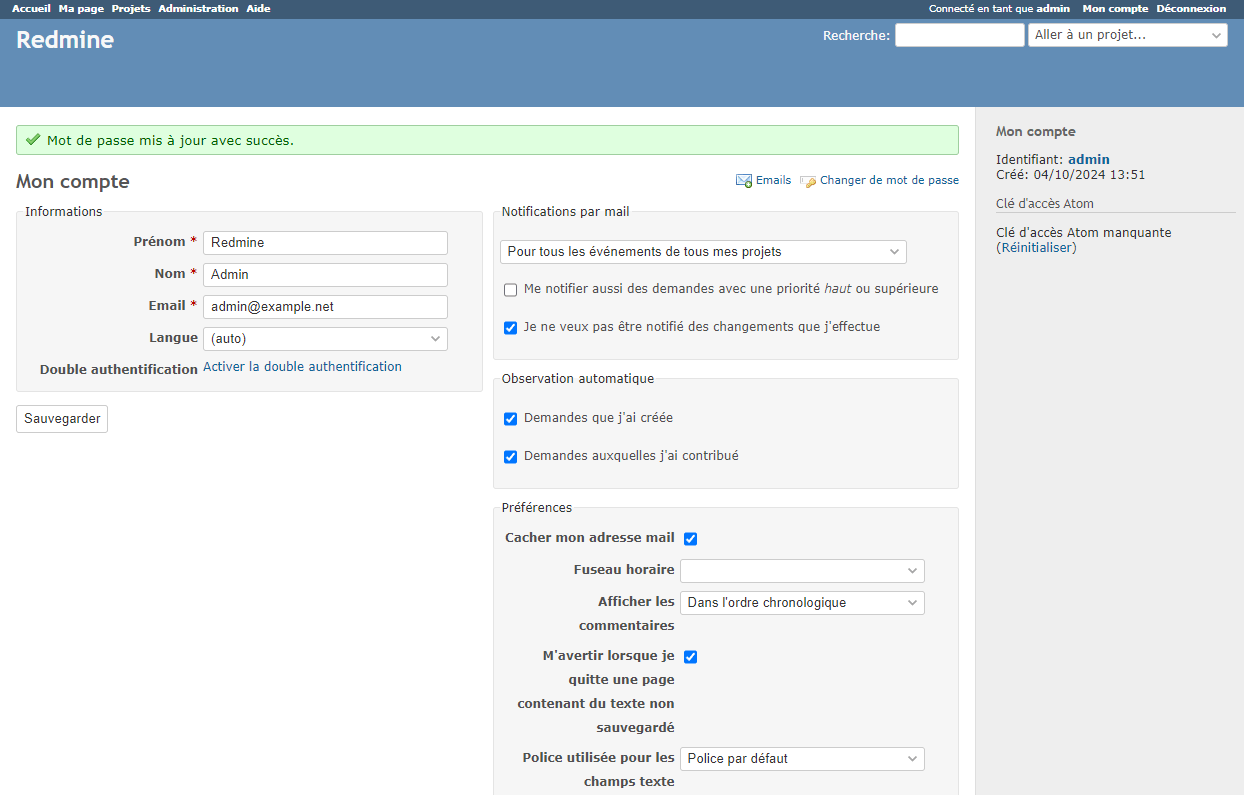 Accueil Ma page Projets Administration Aide
Connecté en tant que admin Mon compte Déconnexion
Redmine
Recherche: Aller à un projet...
Mot de passe mis à jour avec succès.
Mon compte
Emails Changer de mot de passe
Informations
Prénom * Redmine
Nom * Admin
Email * admin@example.net
Langue (auto)
Double authentification Activer la double authentification
Sauvegarder
Notifications par mail
Pour tous les événements de tous mes projets
Me notifier aussi des demandes avec une priorité haut ou supérieure
Je ne veux pas être notifié des changements que j'effectue
Observation automatique
Demandes que j'ai créée
Demandes auxquelles j'ai contribué
Préférences
Cacher mon adresse mail
Fuseau horaire
Afficher les Dans l'ordre chronologique
commentaires
M'avertir lorsque je
quitte une page
contenant du texte non
sauvegardé
Police utilisée pour les Police par défaut
champs texte
Mon compte
Identifiant: admin
Créé: 04/10/2024 13:51
Clé d'accès Atom
Clé d'accès Atom manquante
(Réinitialiser)